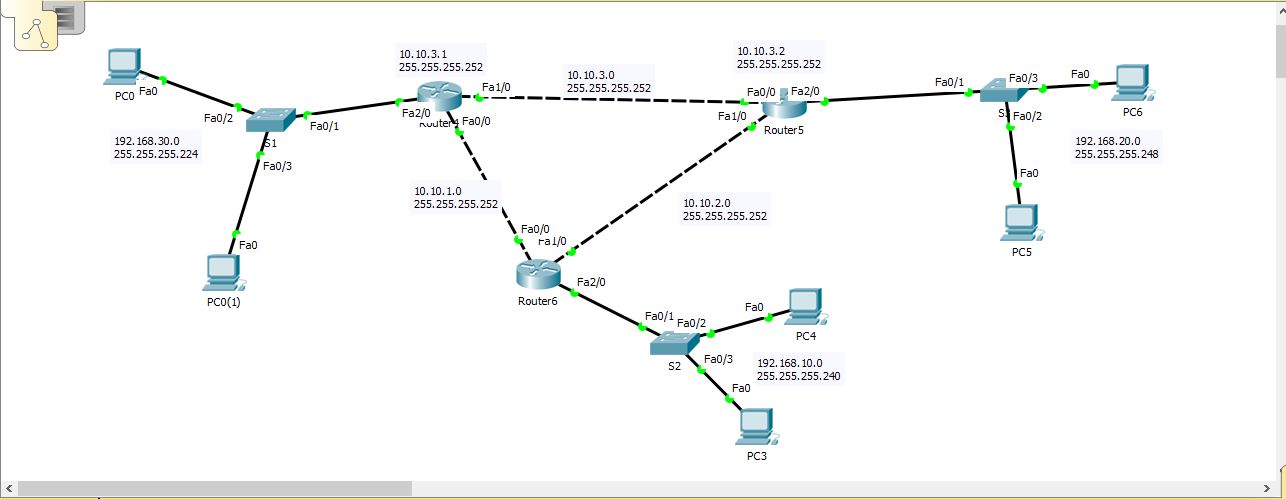 10.10.3.1
255.255.255.252
10.10.3.2
255.255.255.252
10.10.3.0
255.255.255.252
PC0
Fa0
Fa0/2
S1
Fa0/1
Fa0/3
192.168.30.0
255.255.255.224
Fa0
PC0(1)
Fa2/0
Fa1/0
Fa0/0
10.10.1.0
255.255.255.252
Fa0/0
Fa1/0
Fa2/0
Router5
Fa0/1
Fa0/3
Fa0
Fa0/2
PC6
192.168.20.0
255.255.255.248
Fa0
PC5
10.10.2.0
255.255.255.252
Fa0/0
Fa1/0
Router6
Fa2/0
Fa0/1
Fa0/2
Fa0
PC4
S2
Fa0/3
192.168.10.0
255.255.255.240
Fa0
PC3